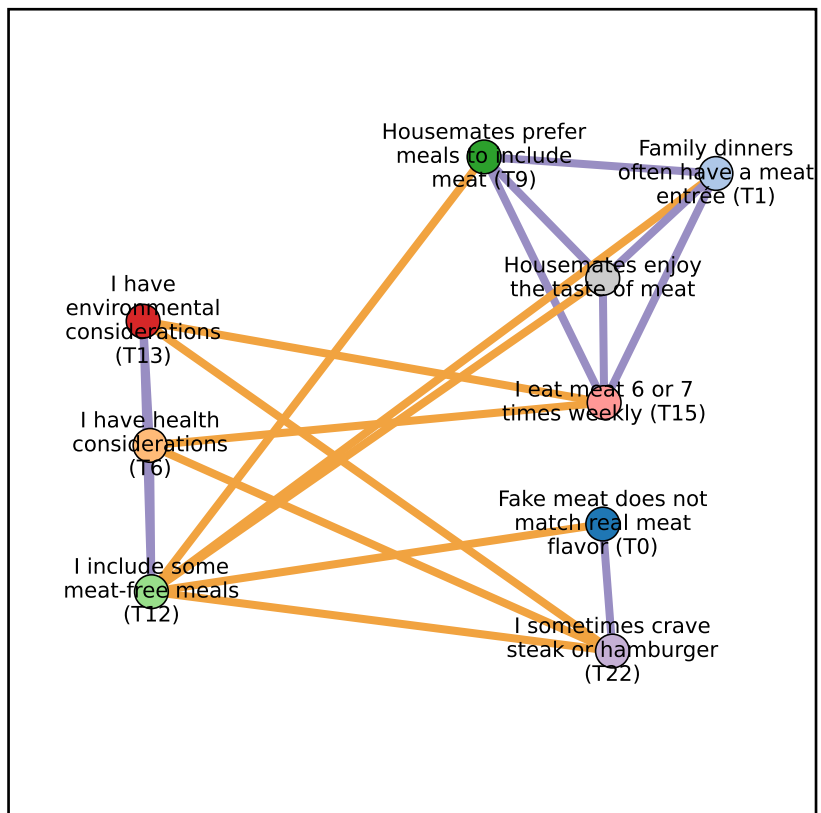 Housemates prefer
meals to include
meat (T9)
Family dinners
often have a meat
entrée (T1)
Housemates enjoy
the taste of meat
I have
environmental
considerations
(T13)
I eat meat 6 or 7
times weekly (T15)
I have health
considerations
(T6)
Fake meat does not
match real meat
flavor (T0)
I include some
meat-free meals
(T12)
I sometimes crave
steak or hamburger
(T22)